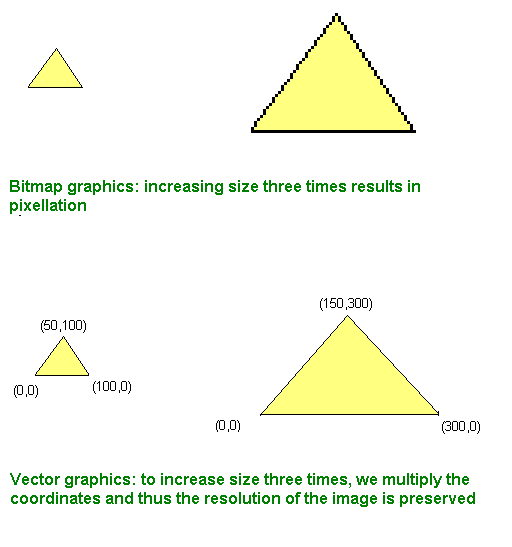 Bitmap graphics: increasing size three times results in
pixellation
(50,100)
(0,0)
(100,0)
(150,300)
(0,0)
(300,0)
Vector graphics: to increase size three times, we multiply the
coordinates and thus the resolution of the image is preserved